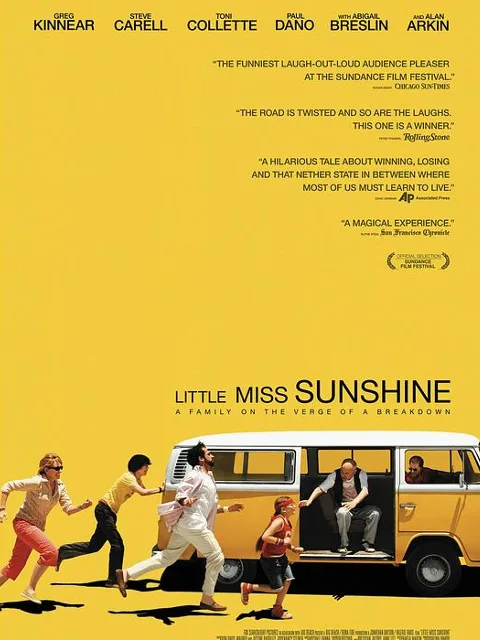 GREG STEVE TONI PAUL WITH ABIGAIL AND ALAN
KINNEAR CARELL COLLETTE DANO BRESLIN ARKIN
“THE FUNNIEST LAUGH-OUT-LOUD AUDIENCE PLEASER
AT THE SUNDANCE FILM FESTIVAL.”
CHICAGO SUN-TIMES
“THE ROAD IS TWISTED AND SO ARE THE LAUGHS.
THIS ONE IS A WINNER.”
RollingStone
“A HILARIOUS TALE ABOUT WINNING, LOSING
AND THAT NETHER STATE IN BETWEEN WHERE
MOST OF US MUST LEARN TO LIVE.”
AP Associated Press
“A MAGICAL EXPERIENCE.”
San Francisco Chronicle
OFFICIAL SELECTION
SUNDANCE
FILM FESTIVAL
LITTLE MISS SUNSHINE
A FAMILY ON THE VERGE OF A BREAKDOWN